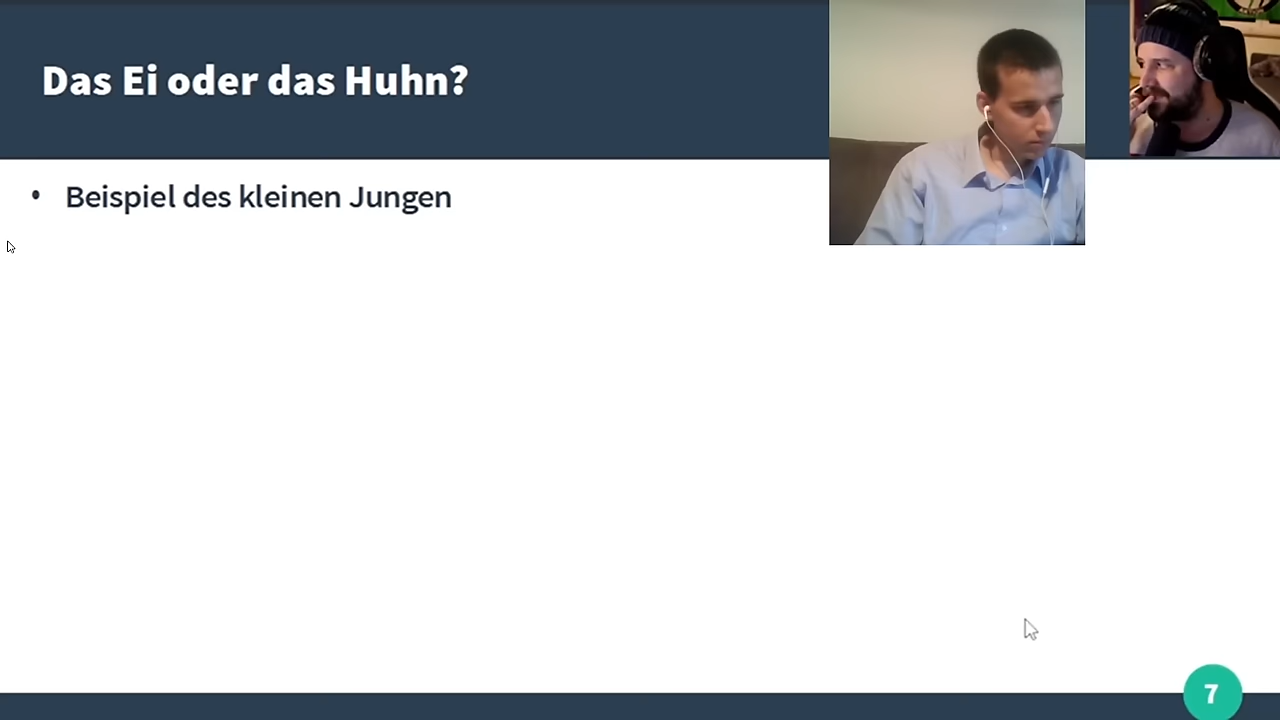 Das Ei oder das Huhn?
• Beispiel des kleinen Jungen
7